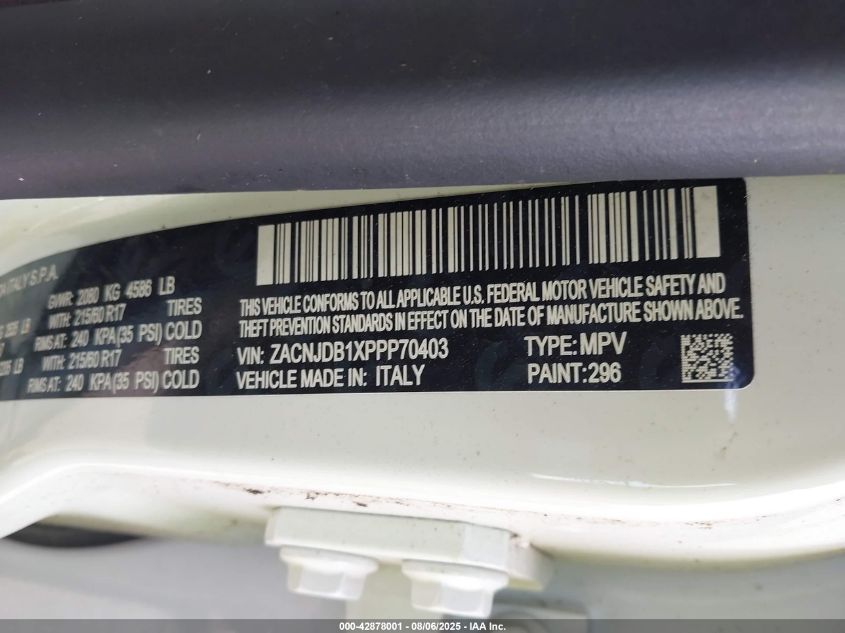 ITALY S.P.A.
GVWR: 2080 KG 4586 LB
LB WITH: 215/60 R17 TIRES
RIMS AT: 240 KPA (35 PSI) COLD
LB WITH: 215/60 R17 TIRES
RIMS AT: 240 KPA (35 PSI) COLD
THIS VEHICLE CONFORMS TO ALL APPLICABLE U.S. FEDERAL MOTOR VEHICLE SAFETY AND
THEFT PREVENTION STANDARDS IN EFFECT ON THE DATE OF MANUFACTURE SHOWN ABOVE.
VIN: ZACNJDB1XPPP70403 TYPE: MPV
VEHICLE MADE IN: ITALY PAINT:296
000-42878001 - 08/06/2025 - IAA Inc.